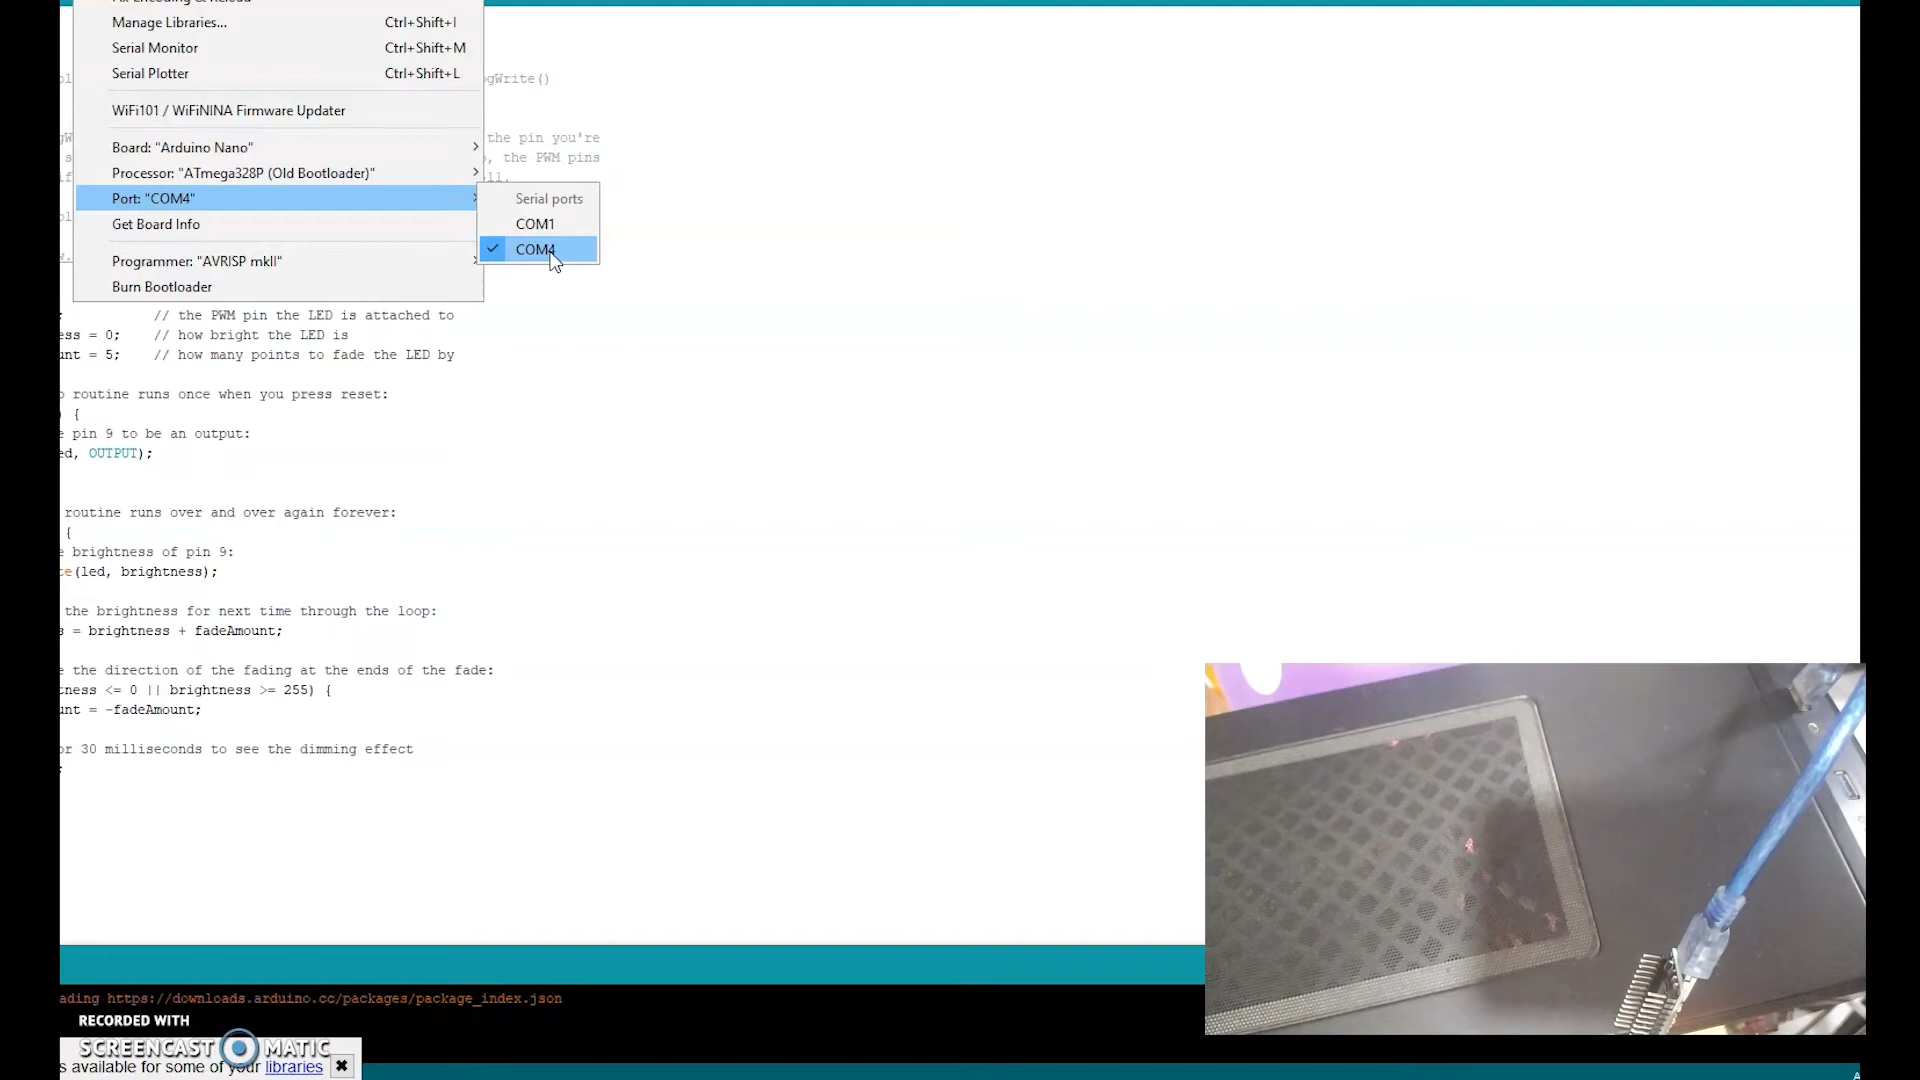 Manage Libraries... Ctrl+Shift+I
Serial Monitor Ctrl+Shift+M
Serial Plotter Ctrl+Shift+L
ogWrite()
WiFi101 / WiFiNINA Firmware Updater
the pin you're
Board: "Arduino Nano"
, the PWM pins
Processor: "ATmega328P (Old Bootloader)"
Port: "COM4"
Serial ports
Get Board Info
COM1
COM4
Programmer: "AVRISP mkII"
Burn Bootloader
; // the PWM pin the LED is attached to
ess = 0; // how bright the LED is
unt = 5; // how many points to fade the LED by
routine runs once when you press reset:
) {
e pin 9 to be an output:
ed, OUTPUT);
routine runs over and over again forever:
{
e brightness of pin 9:
te(led, brightness);
the brightness for next time through the loop:
s = brightness + fadeAmount;
e the direction of the fading at the ends of the fade:
tness <= 0 || brightness >= 255) {
unt = -fadeAmount;
or 30 milliseconds to see the dimming effect
;
ading https://downloads.arduino.cc/packages/package_index.json
RECORDED WITH
SCREENCAST MATIC
s available for some of your libraries